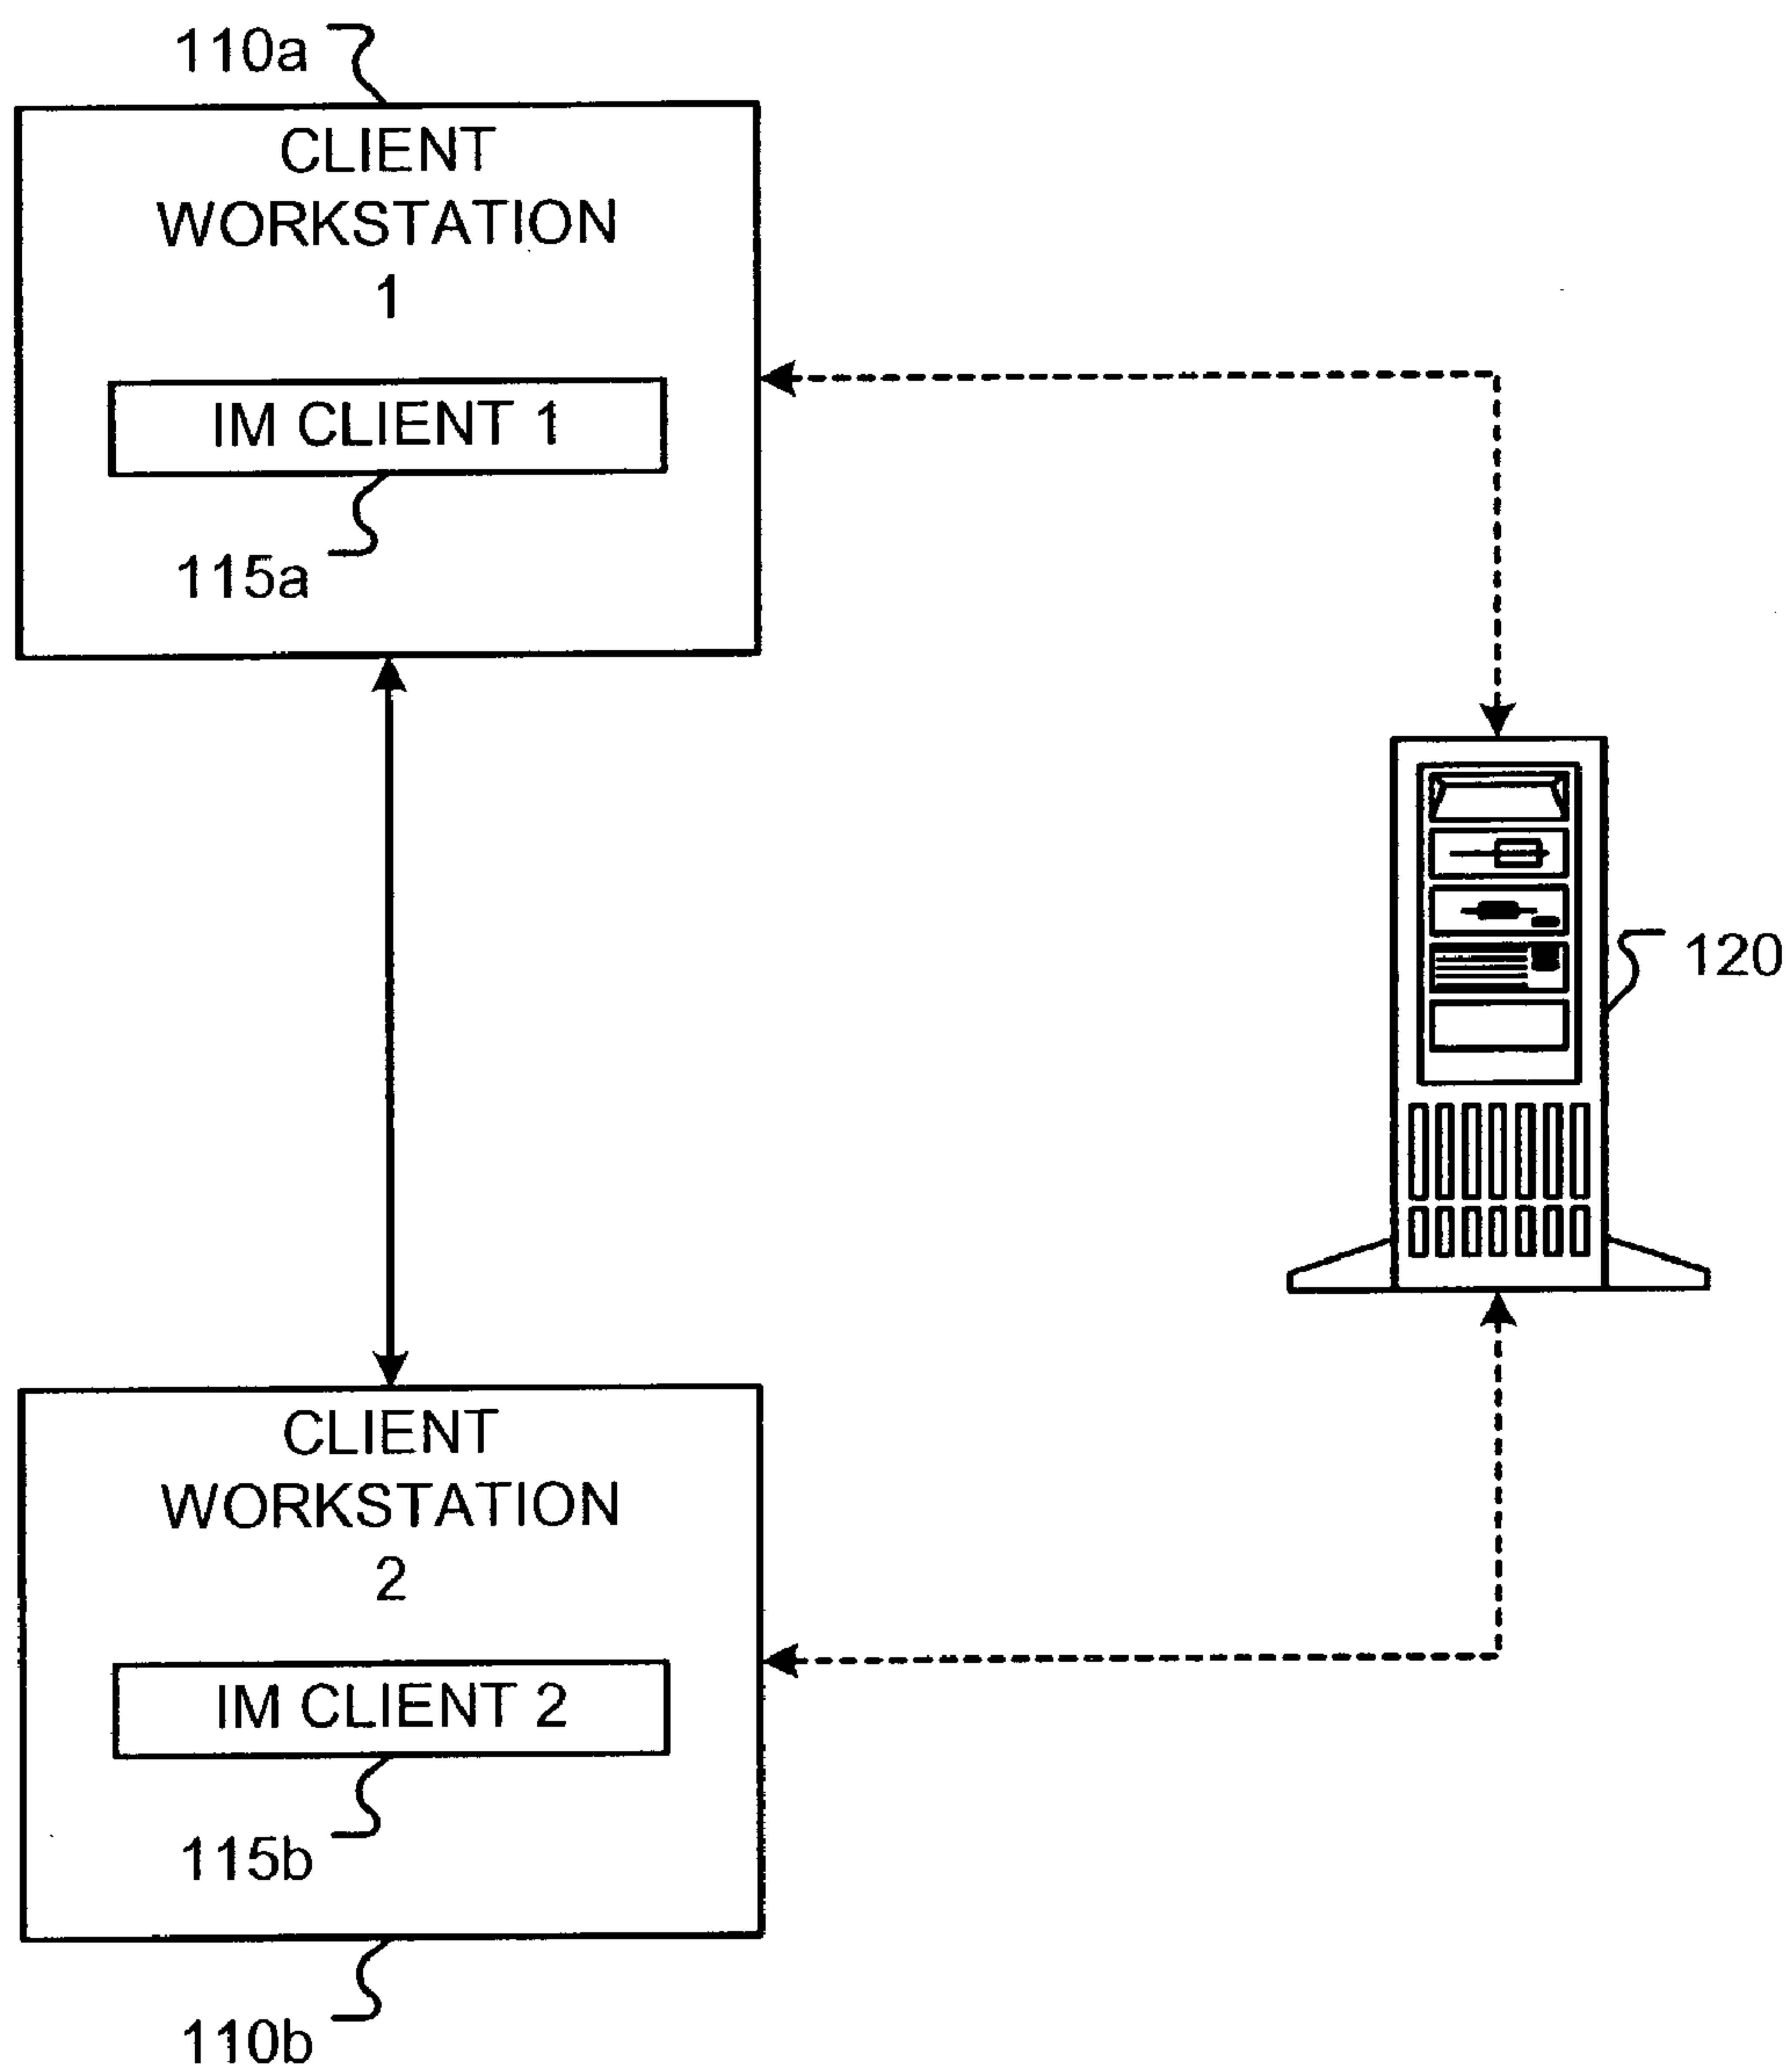 110a
CLIENT
WORKSTATION
1
IM CLIENT 1
115a
120
CLIENT
WORKSTATION
2
IM CLIENT 2
115b
110b